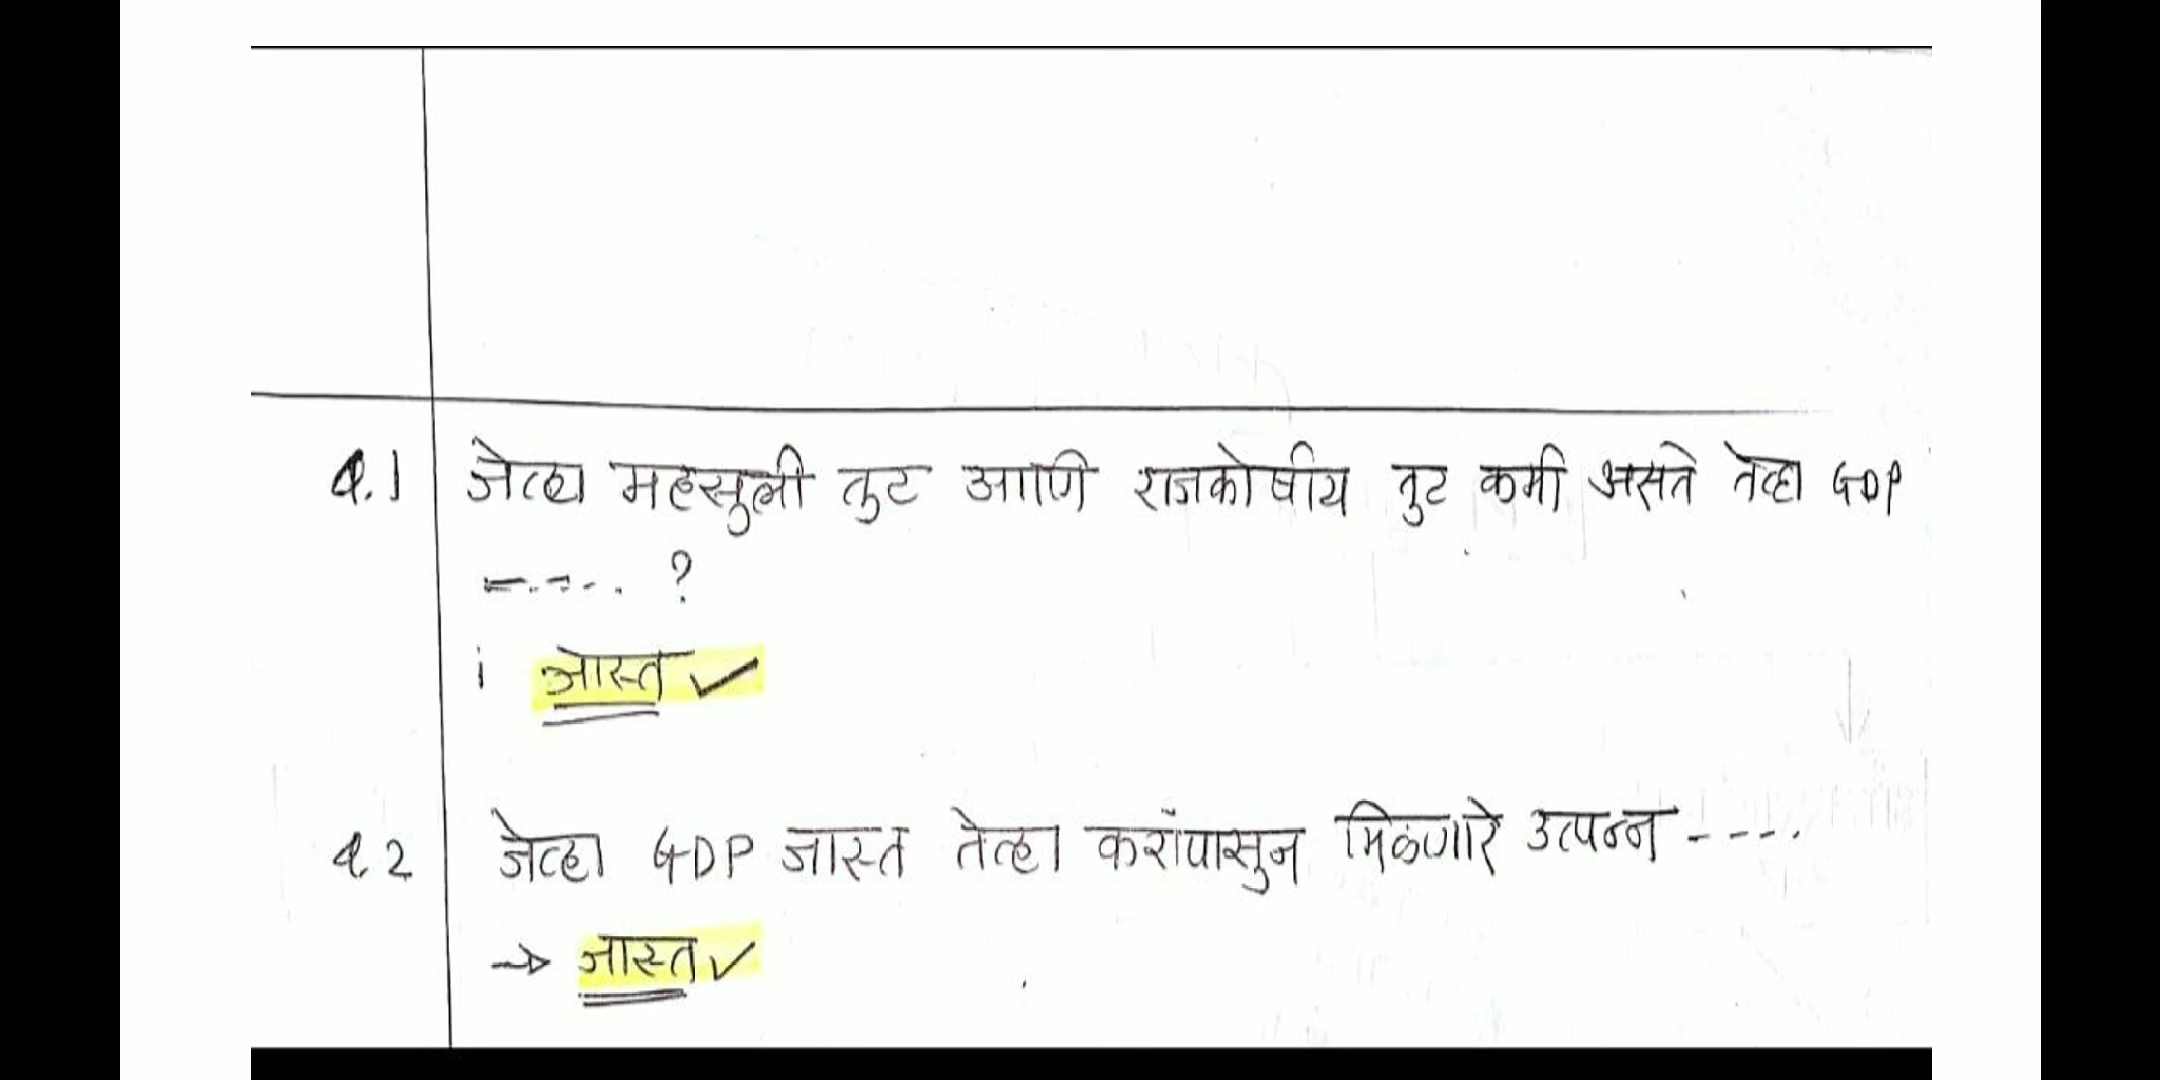 Q.1 जेव्हा महसुली तुट आणि राजकोषीय तुट कमी असते तेव्हा GDP
----- ?
i जास्त ✓
Q.2 जेव्हा GDP जास्त तेव्हा करांपासुन मिळणारे उत्पन्न ----.
→ जास्त ✓